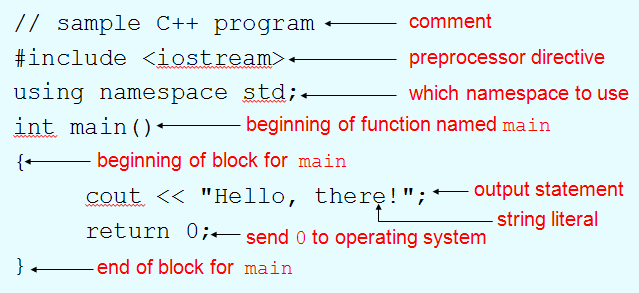 // sample C++ program comment
#include <iostream> preprocessor directive
using namespace std; which namespace to use
int main() beginning of function named main
{ beginning of block for main
cout << "Hello, there!"; output statement
string literal
return 0; send 0 to operating system
} end of block for main